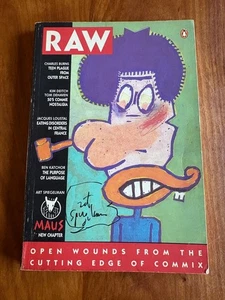 RAW
CHARLES BURNS
TEEN PLAGUE
FROM
OUTER SPACE
KIM DEITCH
TOM DEHAVEN
50'S COMMIE
NOSTALGIA
JACQUES LOUSTAL
EATING DISORDERS
IN CENTRAL
FRANCE
BEN KATCHOR
THE PURPOSE
OF LANGUAGE
ART SPIEGELMAN
MAUS
NEW CHAPTER
art
Spiegelman
OPEN WOUNDS FROM THE
CUTTING EDGE OF COMMIX